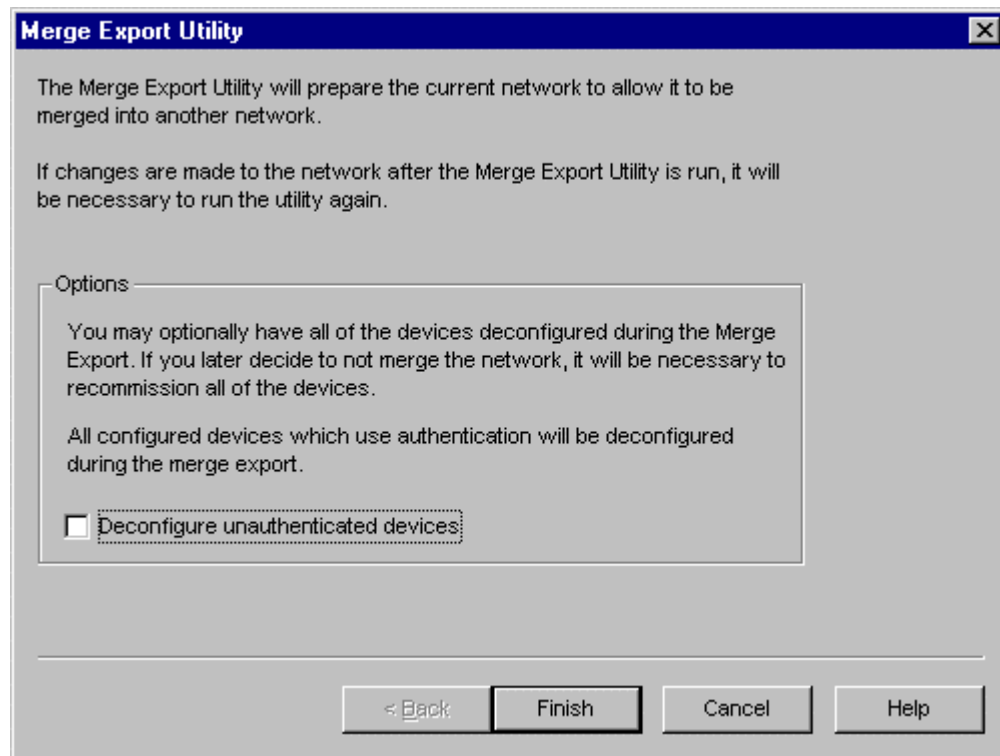 Merge Export Utility
The Merge Export Utility will prepare the current network to allow it to be
merged into another network.
If changes are made to the network after the Merge Export Utility is run, it will
be necessary to run the utility again.
Options
You may optionally have all of the devices deconfigured during the Merge
Export. If you later decide to not merge the network, it will be necessary to
recommission all of the devices.
All configured devices which use authentication will be deconfigured
during the merge export.
Deconfigure unauthenticated devices
< Back Finish Cancel Help